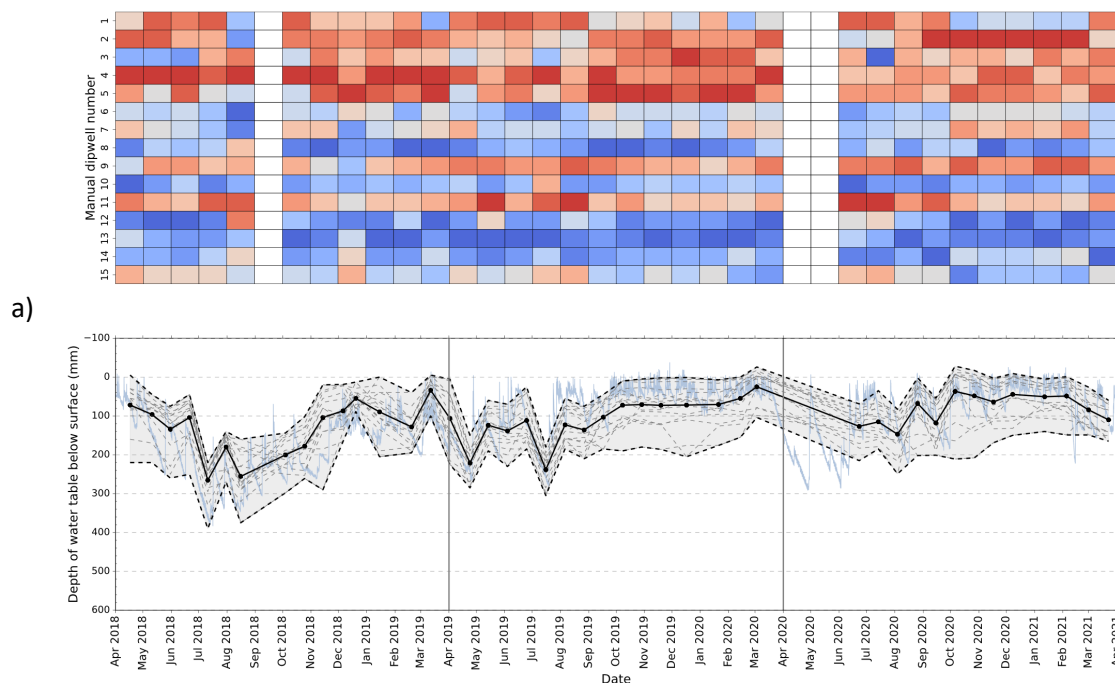 Manual dipwell number
1
2
3
4
5
6
7
8
9
10
11
12
13
14
15
a)
Depth of water table below surface (mm)
−100
0
100
200
300
400
500
600
Apr 2018
May 2018
Jun 2018
Jul 2018
Aug 2018
Sep 2018
Oct 2018
Nov 2018
Dec 2018
Jan 2019
Feb 2019
Mar 2019
Apr 2019
May 2019
Jun 2019
Jul 2019
Aug 2019
Sep 2019
Oct 2019
Nov 2019
Dec 2019
Jan 2020
Feb 2020
Mar 2020
Apr 2020
May 2020
Jun 2020
Jul 2020
Aug 2020
Sep 2020
Oct 2020
Nov 2020
Dec 2020
Jan 2021
Feb 2021
Mar 2021
Apr 2021
Date